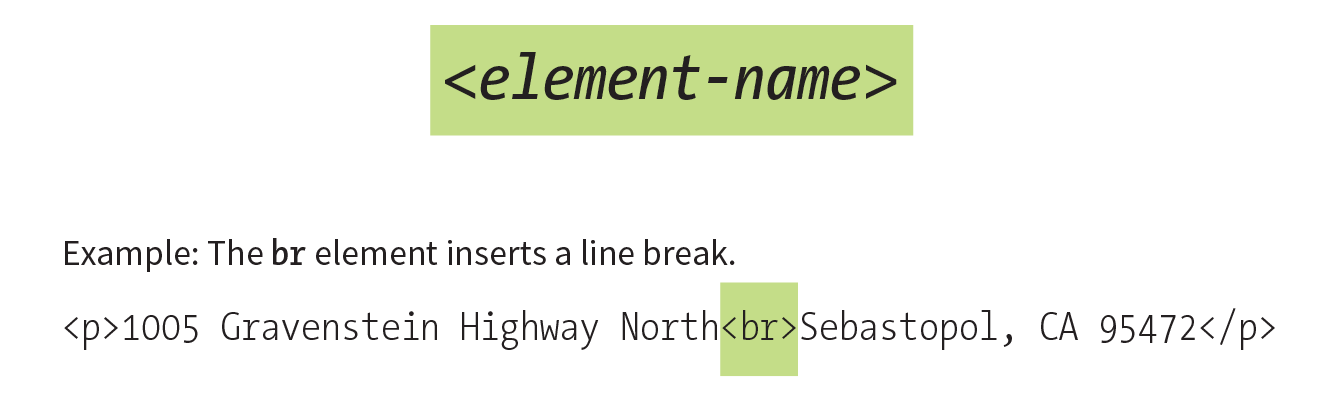 <element-name>
Example: The br element inserts a line break.
<p>1005 Gravenstein Highway North<br>Sebastopol, CA 95472</p>